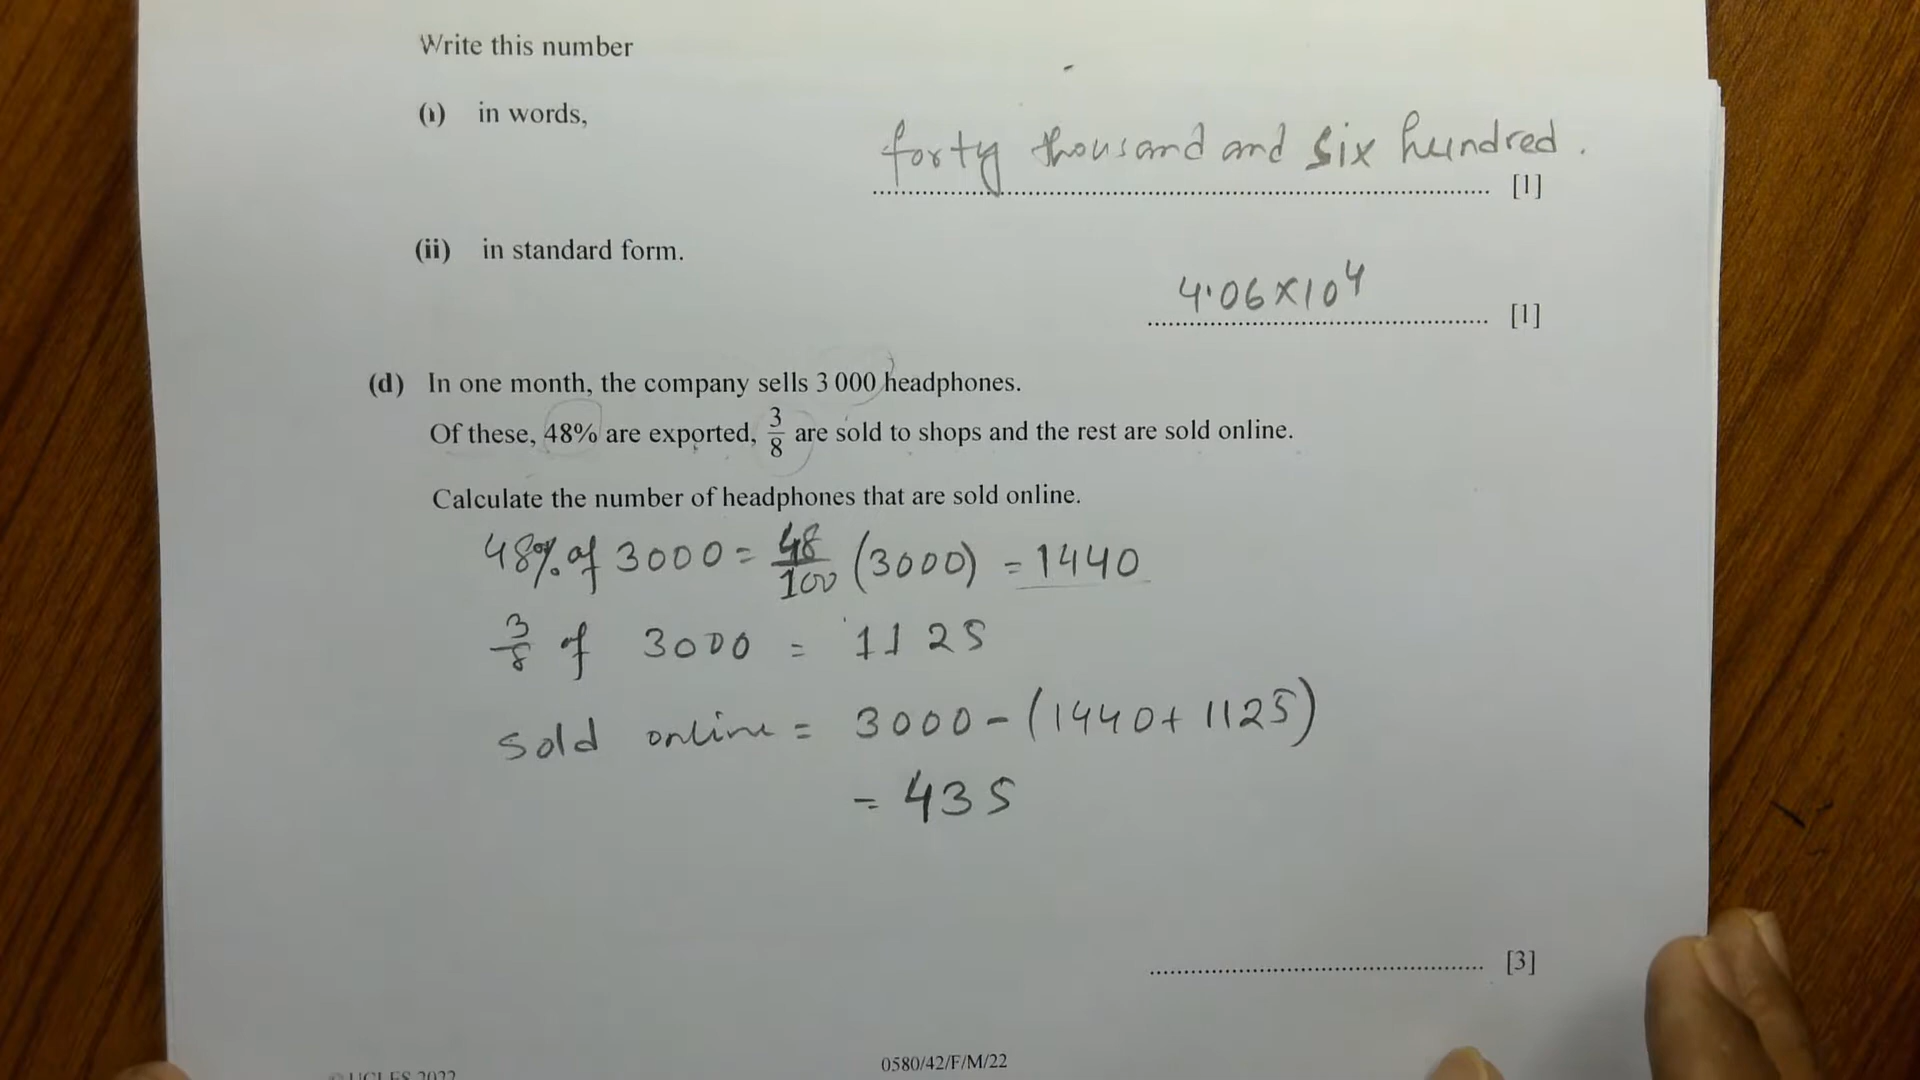 Write this number
(i) in words,
forty thousand and six hundred.
[1]
(ii) in standard form.
4.06×10⁴
[1]
(d) In one month, the company sells 3 000 headphones.
Of these, 48% are exported, 3/8 are sold to shops and the rest are sold online.
Calculate the number of headphones that are sold online.
48% of 3000 = 48/100 (3000) = 1440
3/8 of 3000 = 1125
sold online = 3000 - (1440 + 1125)
= 435
[3]
© UCLES 2022
0580/42/F/M/22